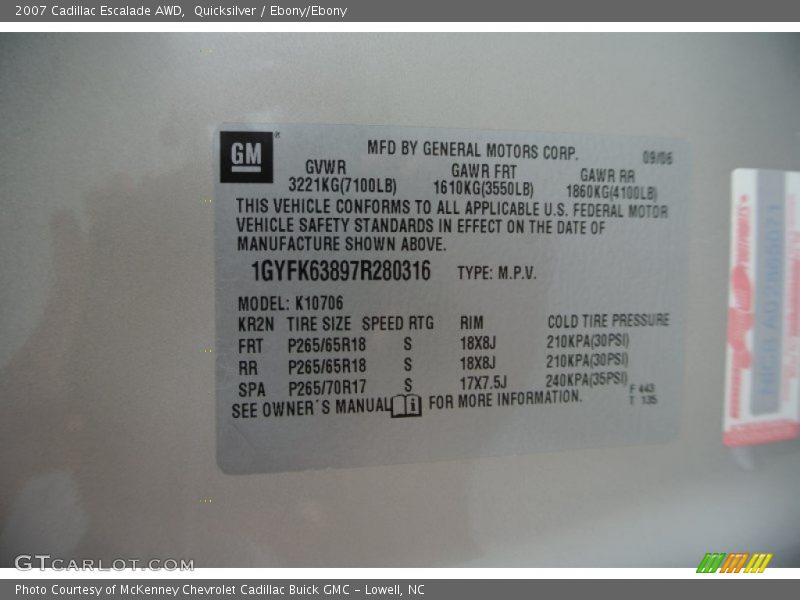 2007 Cadillac Escalade AWD, Quicksilver / Ebony/Ebony
GM ®
MFD BY GENERAL MOTORS CORP. 09/06
GVWR GAWR FRT GAWR RR
3221KG(7100LB) 1610KG(3550LB) 1860KG(4100LB)
THIS VEHICLE CONFORMS TO ALL APPLICABLE U.S. FEDERAL MOTOR
VEHICLE SAFETY STANDARDS IN EFFECT ON THE DATE OF
MANUFACTURE SHOWN ABOVE.
1GYFK63897R280316 TYPE: M.P.V.
MODEL: K10706
KR2N TIRE SIZE SPEED RTG RIM COLD TIRE PRESSURE
FRT P265/65R18 S 18X8J 210KPA(30PSI)
RR P265/65R18 S 18X8J 210KPA(30PSI)
SPA P265/70R17 S 17X7.5J 240KPA(35PSI)
SEE OWNER'S MANUAL i FOR MORE INFORMATION.
F 443
T 135
GTCARLOT.COM
Photo Courtesy of McKenney Chevrolet Cadillac Buick GMC - Lowell, NC